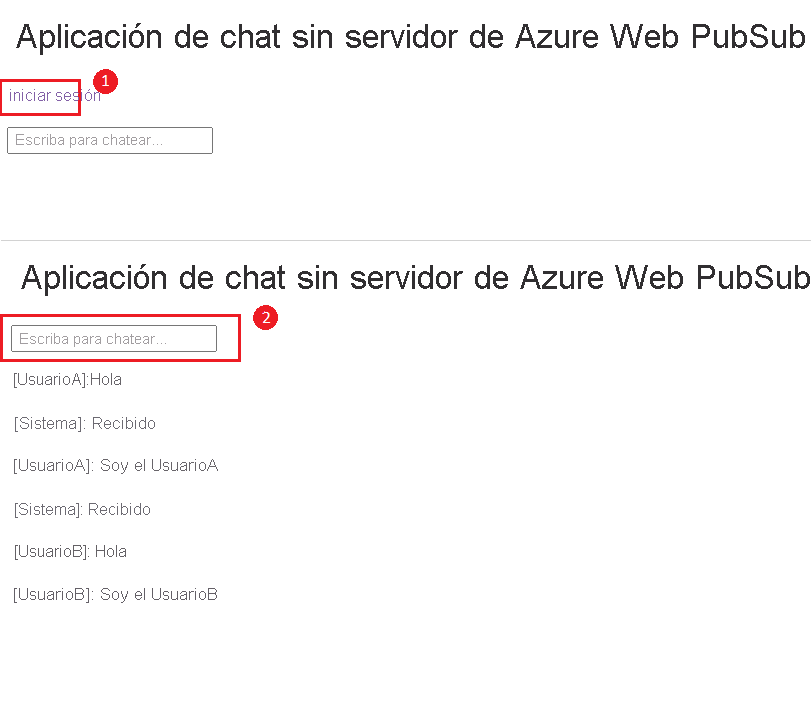 Aplicación de chat sin servidor de Azure Web PubSub
1
iniciar sesión
Escriba para chatear...
Aplicación de chat sin servidor de Azure Web PubSub
2
Escriba para chatear...
[UsuarioA]:Hola
[Sistema]: Recibido
[UsuarioA]: Soy el UsuarioA
[Sistema]: Recibido
[UsuarioB]: Hola
[UsuarioB]: Soy el UsuarioB